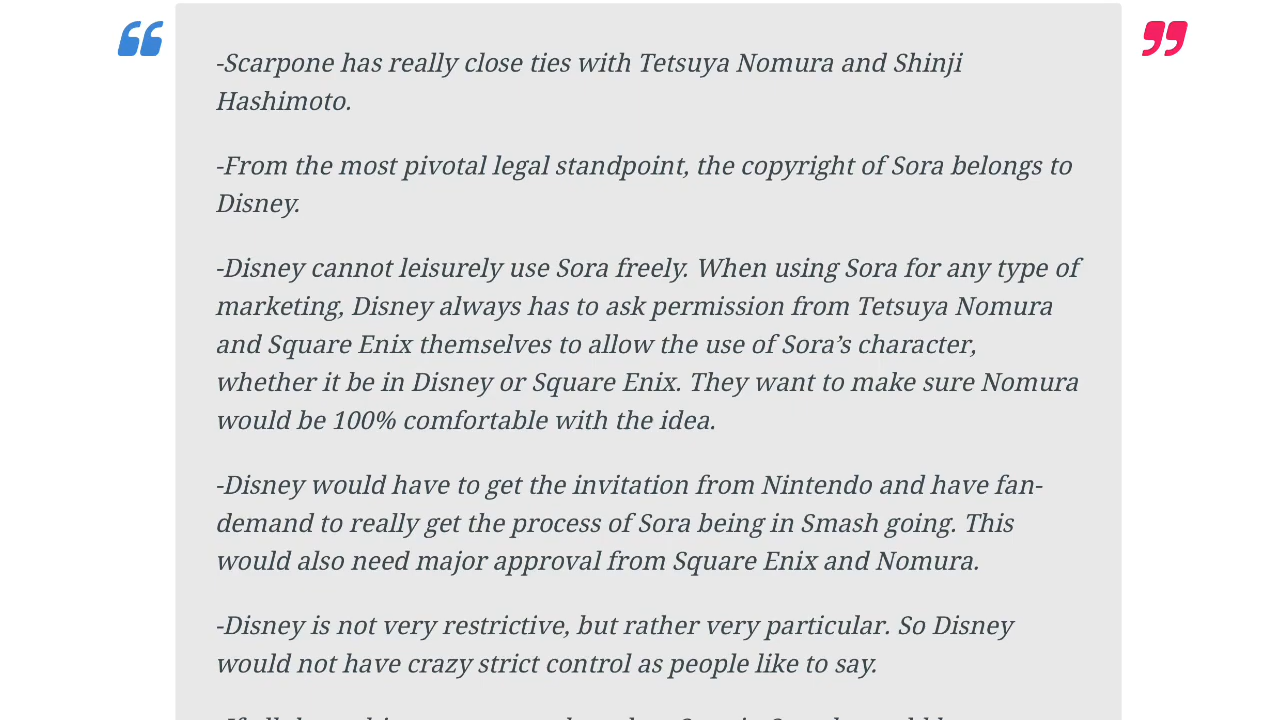 -Scarpone has really close ties with Tetsuya Nomura and Shinji
Hashimoto.
-From the most pivotal legal standpoint, the copyright of Sora belongs to
Disney.
-Disney cannot leisurely use Sora freely. When using Sora for any type of
marketing, Disney always has to ask permission from Tetsuya Nomura
and Square Enix themselves to allow the use of Sora’s character,
whether it be in Disney or Square Enix. They want to make sure Nomura
would be 100% comfortable with the idea.
-Disney would have to get the invitation from Nintendo and have fan-
demand to really get the process of Sora being in Smash going. This
would also need major approval from Square Enix and Nomura.
-Disney is not very restrictive, but rather very particular. So Disney
would not have crazy strict control as people like to say.